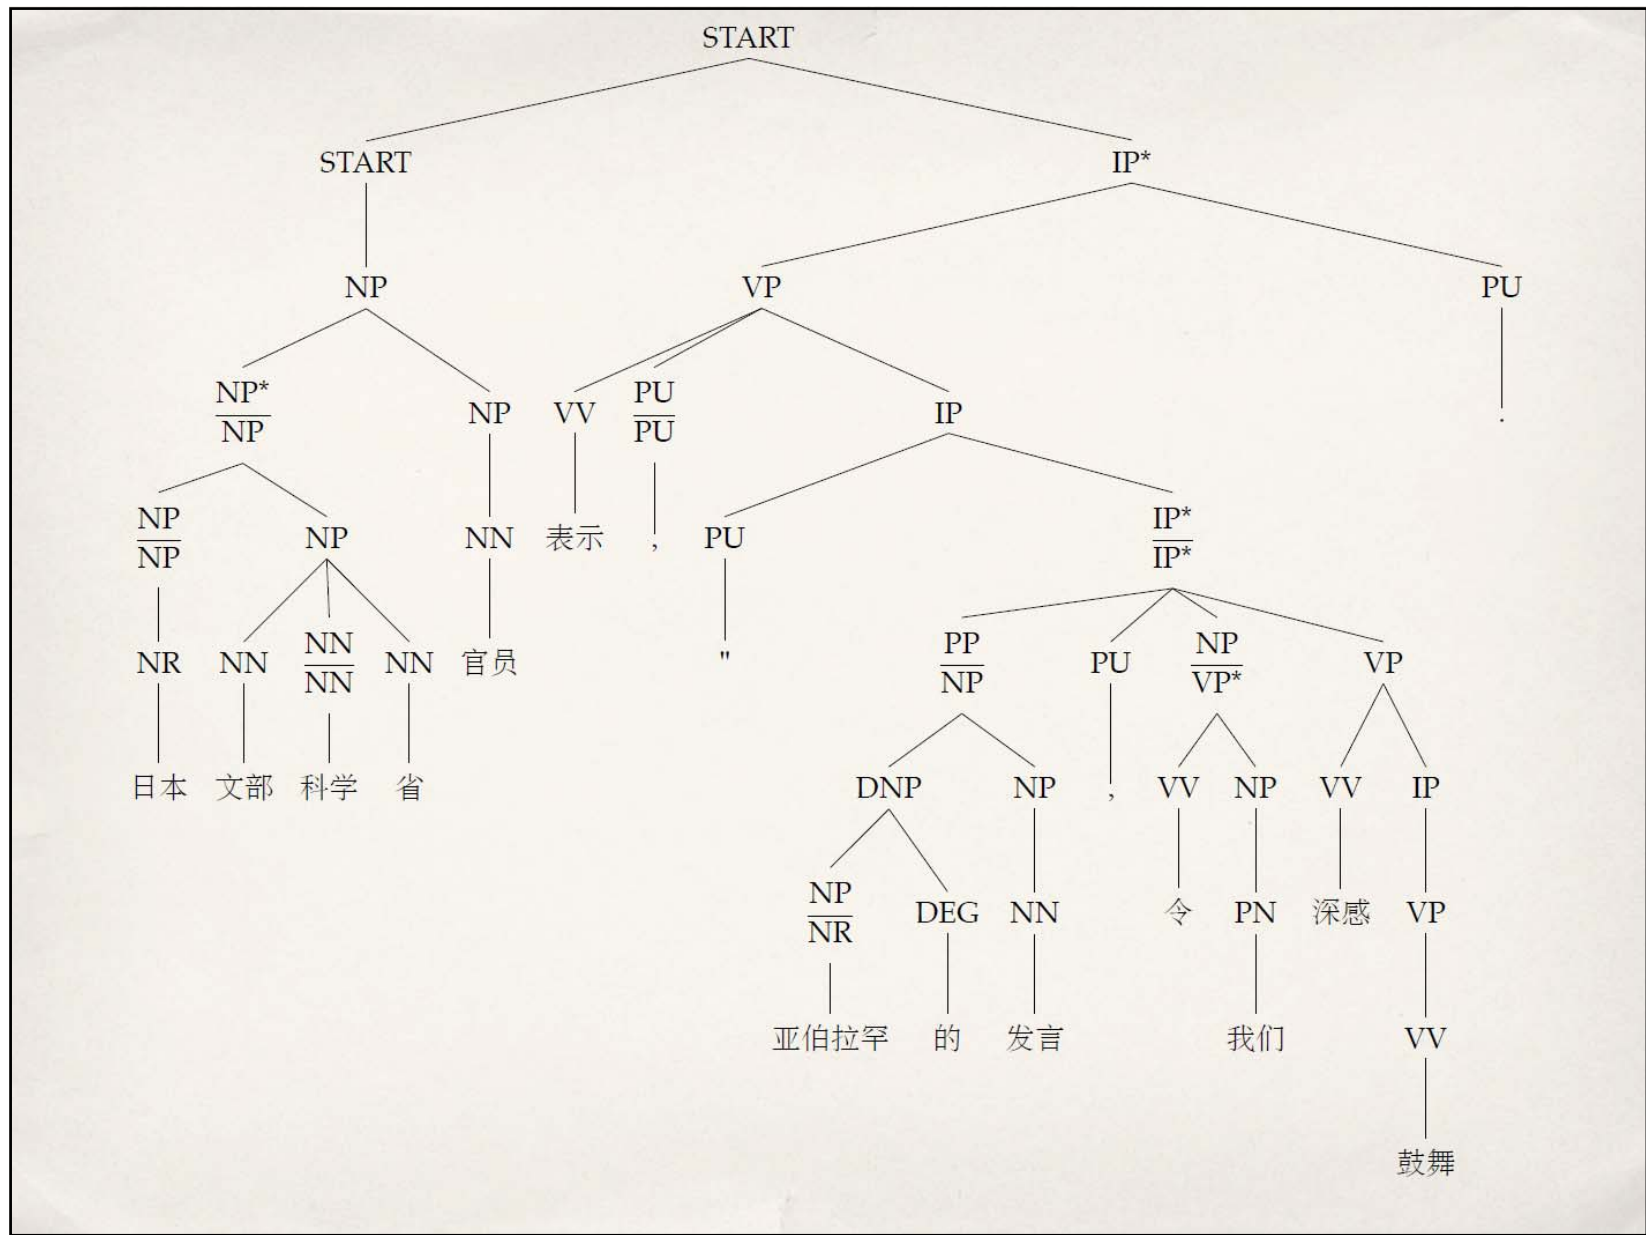 START
START IP*
NP VP PU
NP*
NP
NP VV PU
PU
IP .
NP
NP
NP NN 表示 , PU IP*
IP*
NR NN NN
NN
NN 官员 " PP
NP
PU NP
VP*
VP
日本 文部 科学 省 DNP NP , VV NP VV IP
NP
NR
DEG NN 令 PN 深感 VP
亚伯拉罕 的 发言 我们 VV
鼓舞